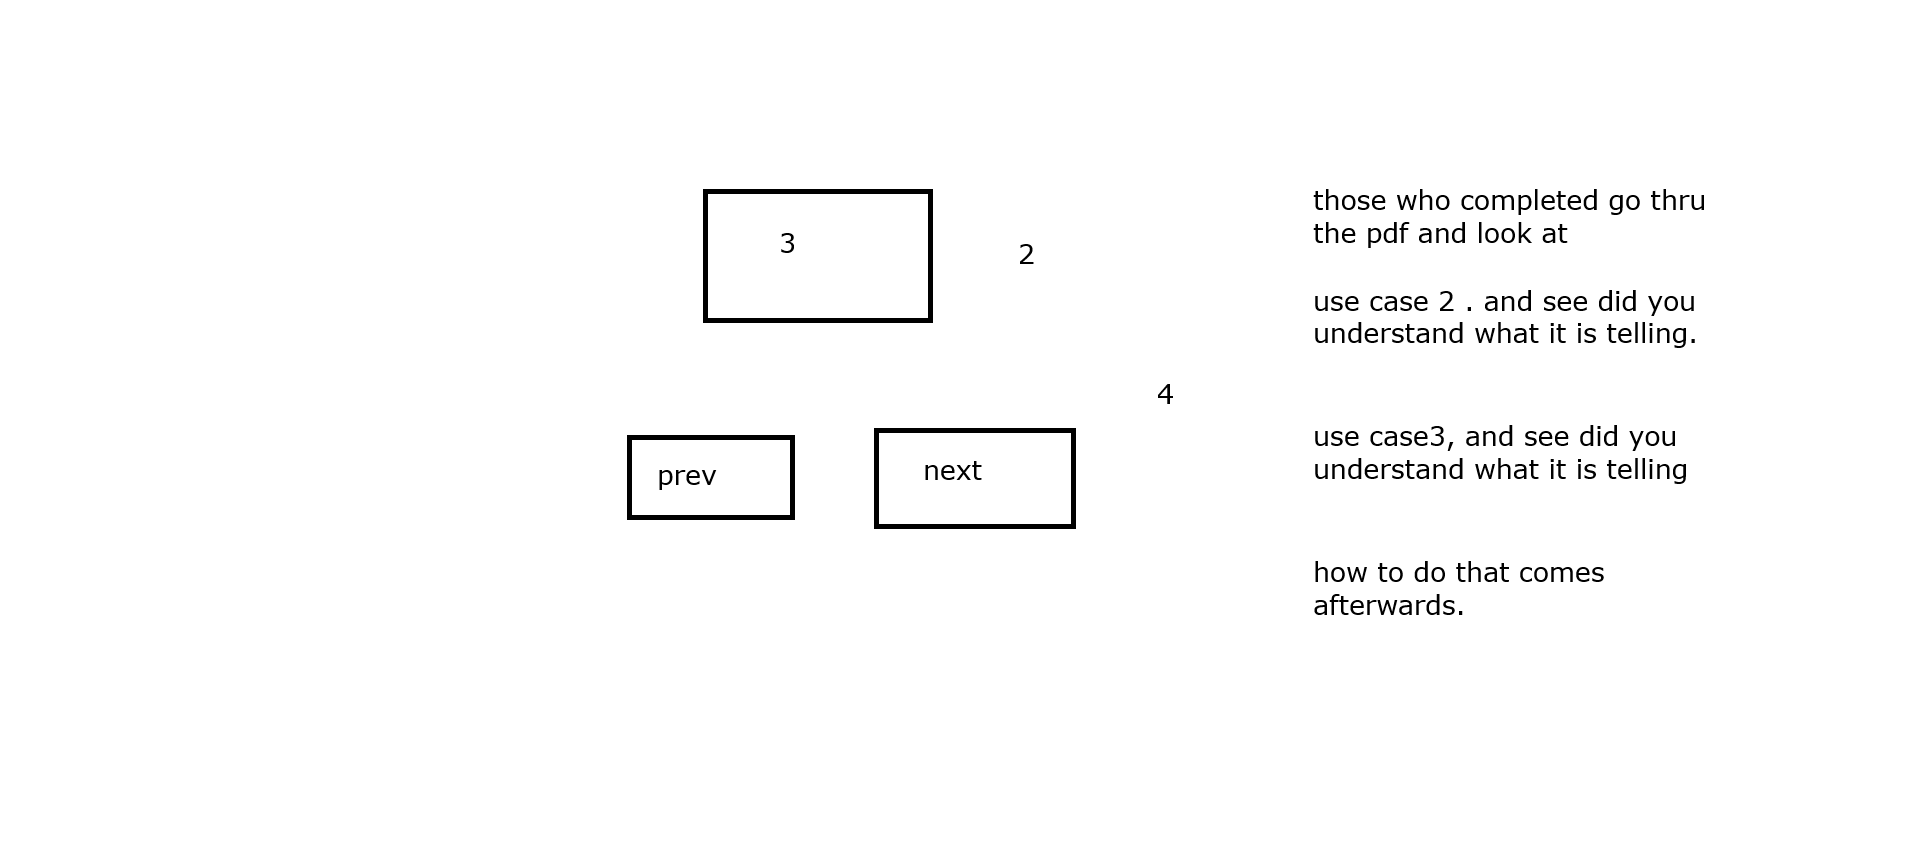 3
2
4
prev
next
those who completed go thru
the pdf and look at
use case 2 . and see did you
understand what it is telling.
use case3, and see did you
understand what it is telling
how to do that comes
afterwards.